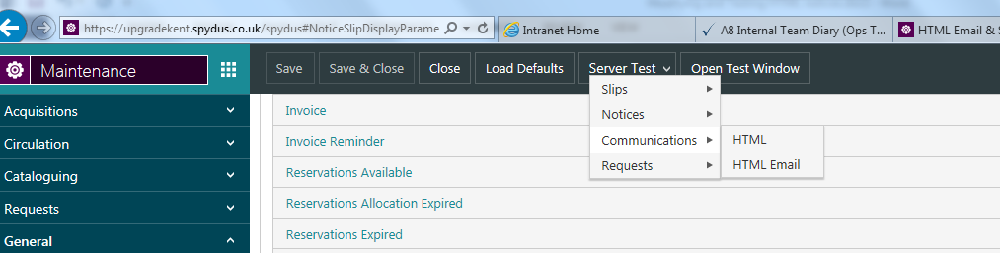 https://upgradekent.spydus.co.uk/spydus#NoticeSlipDisplayParame
Intranet Home
A8 Internal Team Diary (Ops T...
HTML Email & S
Maintenance
Save
Save & Close
Close
Load Defaults
Server Test
Open Test Window
Acquisitions
Circulation
Cataloguing
Requests
General
Invoice
Invoice Reminder
Reservations Available
Reservations Allocation Expired
Reservations Expired
Slips
Notices
Communications
Requests
HTML
HTML Email